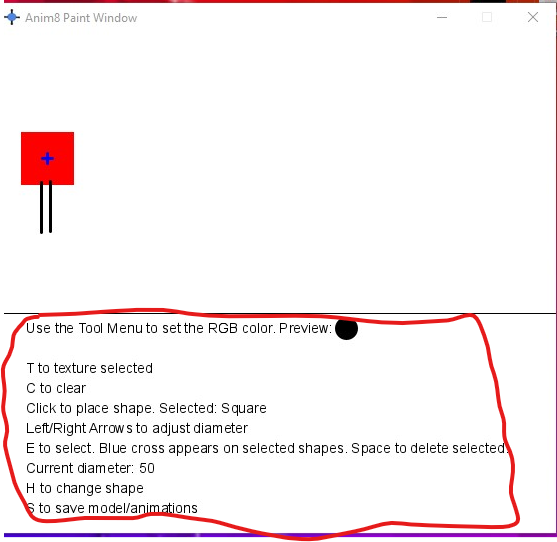 Anim8 Paint Window
Use the Tool Menu to set the RGB color. Preview:
T to texture selected
C to clear
Click to place shape. Selected: Square
Left/Right Arrows to adjust diameter
E to select. Blue cross appears on selected shapes. Space to delete selected.
Current diameter: 50
H to change shape
S to save model/animations